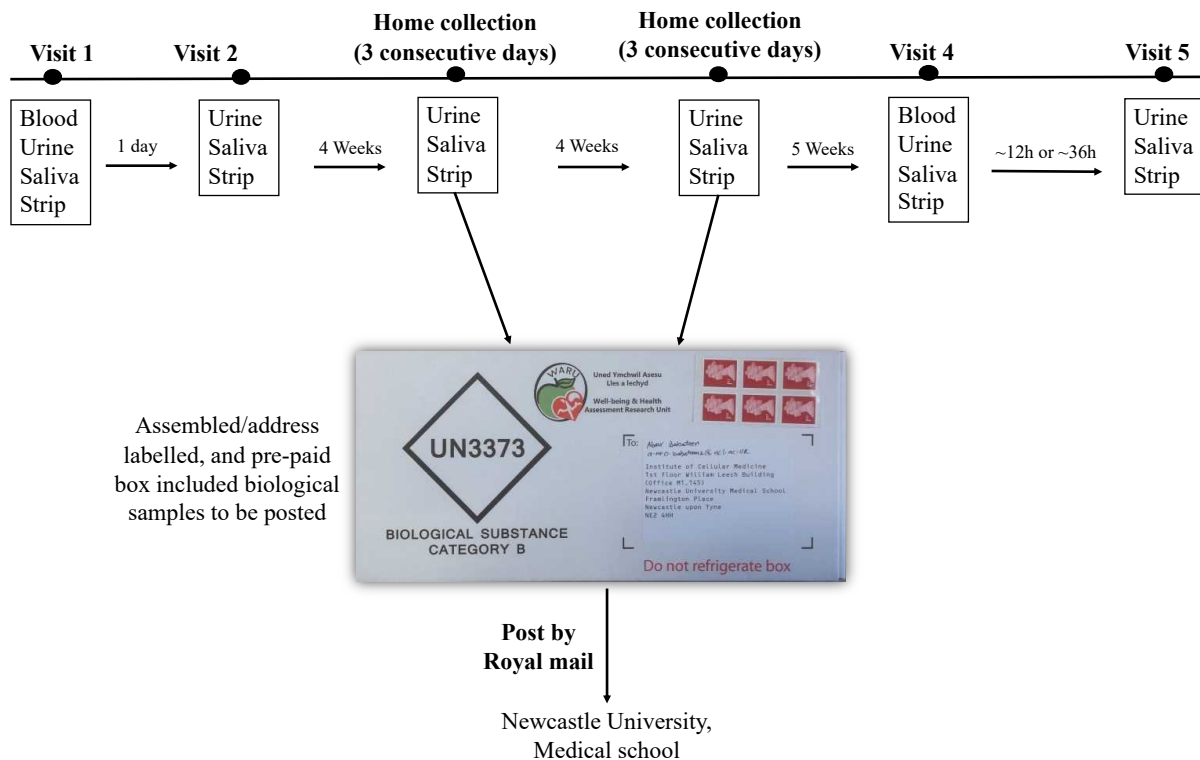 Visit 1
Visit 2
Home collection
(3 consecutive days)
Home collection
(3 consecutive days)
Visit 4
Visit 5
Blood
Urine
Saliva
Strip
1 day
Urine
Saliva
Strip
4 Weeks
Urine
Saliva
Strip
4 Weeks
Urine
Saliva
Strip
5 Weeks
Blood
Urine
Saliva
Strip
~12h or ~36h
Urine
Saliva
Strip
Assembled/address
labelled, and pre-paid
box included biological
samples to be posted
UN3373
BIOLOGICAL SUBSTANCE
CATEGORY B
WARU
Uned Ymchwil Asesu
Lles a Iechyd
Well-being & Health
Assessment Research Unit
To:
Institute of Cellular Medicine
1st floor William Leech Building
(Office M1.145)
Newcastle University Medical School
Framlington Place
Newcastle upon Tyne
NE2 4HH
Do not refrigerate box
Post by
Royal mail
Newcastle University,
Medical school